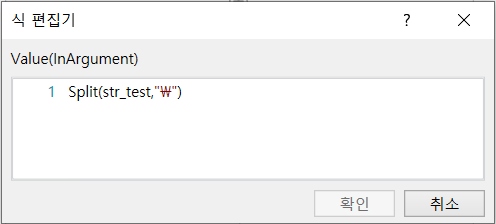 식 편집기
?
Value(InArgument)
1 Split(str_test,"₩")
확인
취소